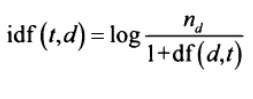 idf (t,d) = log n_d / 1+df(d,t)